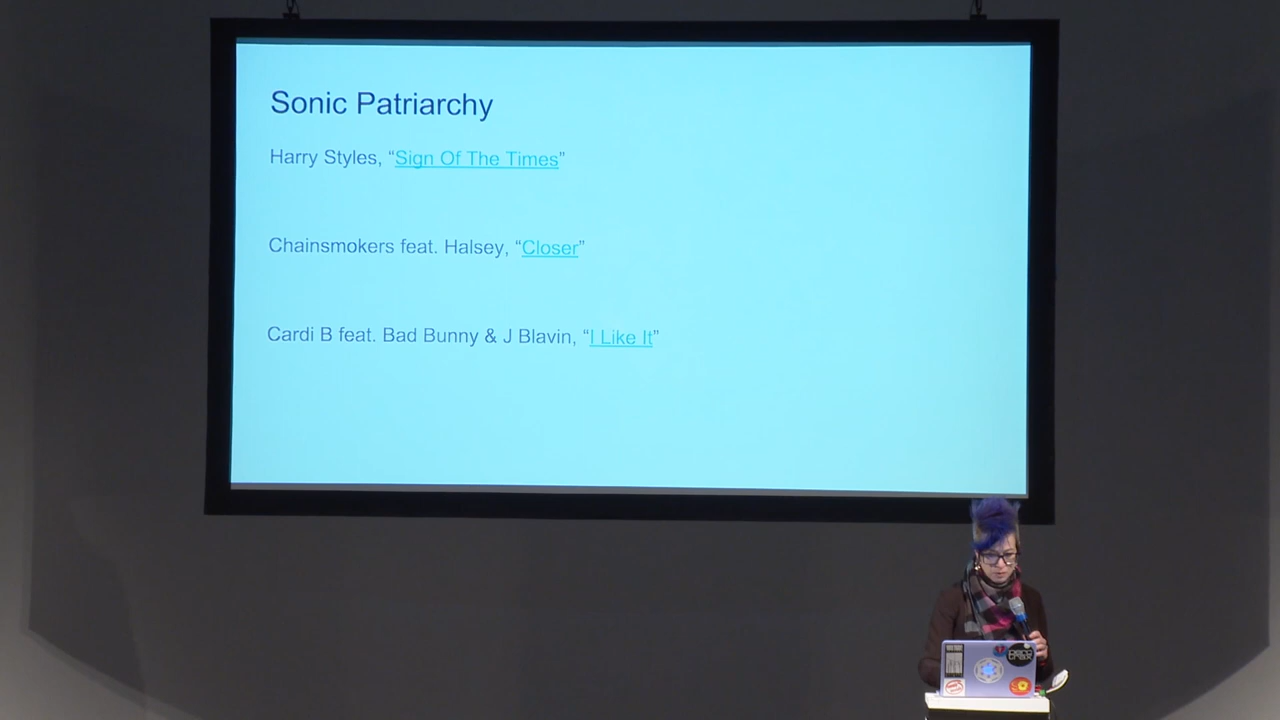 Sonic Patriarchy
Harry Styles, “Sign Of The Times”
Chainsmokers feat. Halsey, “Closer”
Cardi B feat. Bad Bunny & J Blavin, “I Like It”